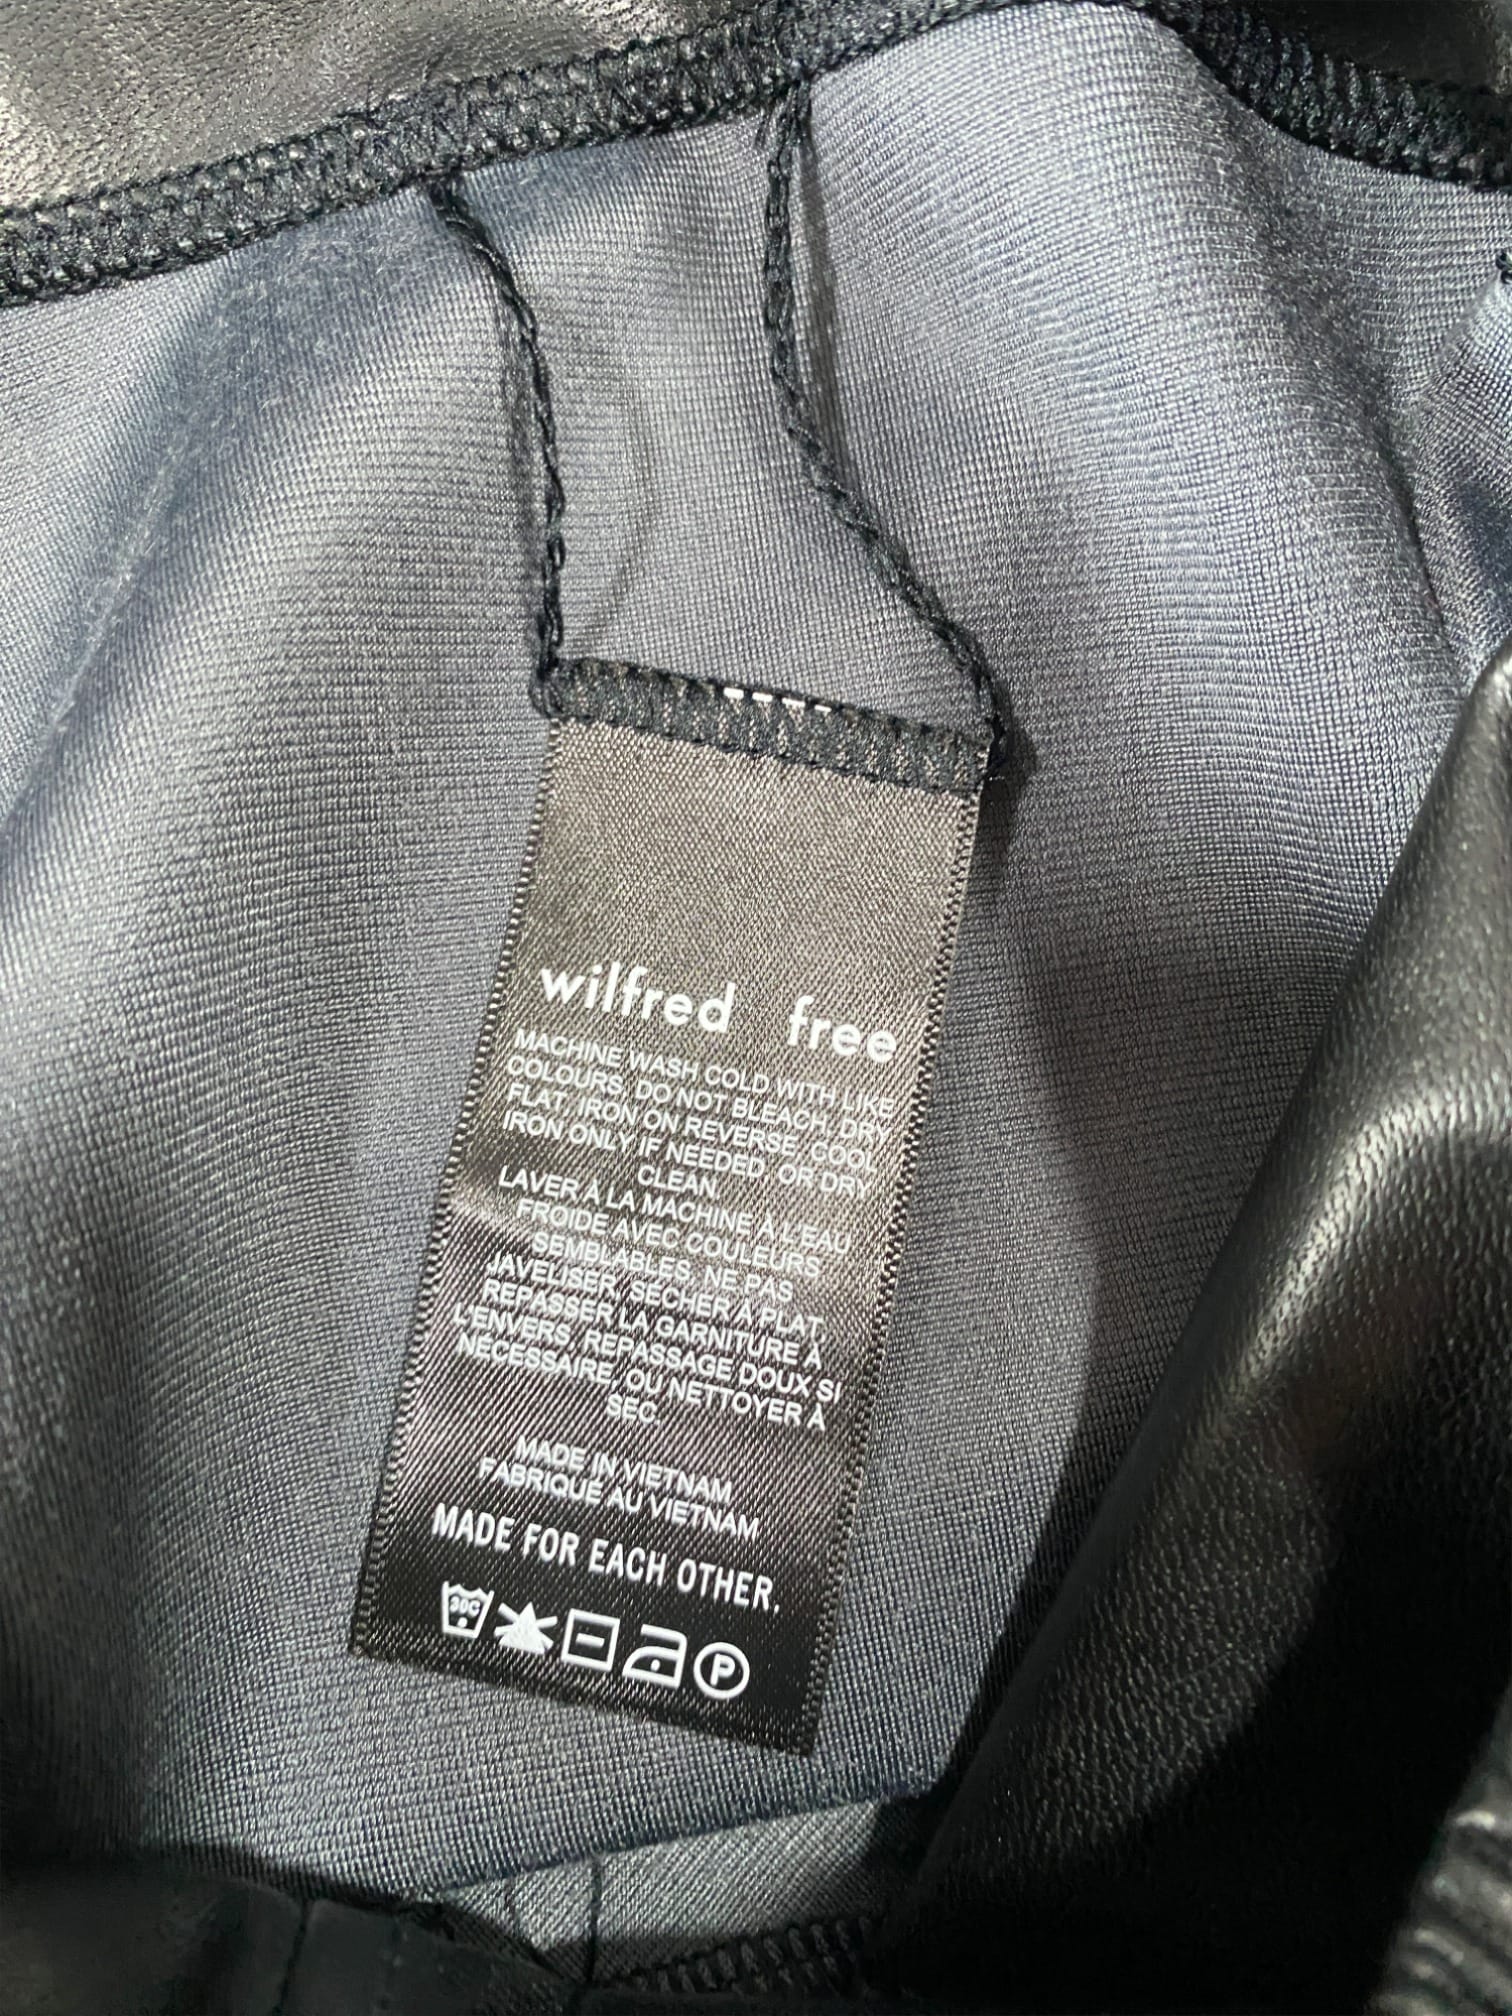 wilfred free
MACHINE WASH COLD WITH LIKE
COLOURS, DO NOT BLEACH, DRY
FLAT, IRON ON REVERSE, COOL
IRON ONLY IF NEEDED, OR DRY
CLEAN.
LAVER À LA MACHINE À L'EAU
FROIDE AVEC COULEURS
SEMBLABLES, NE PAS
JAVELISER, SÉCHER À PLAT,
REPASSER LA GARNITURE À
L'ENVERS, REPASSAGE DOUX SI
NÉCESSAIRE, OU NETTOYER À
SEC.
MADE IN VIETNAM
FABRIQUÉ AU VIETNAM
MADE FOR EACH OTHER.
30C P